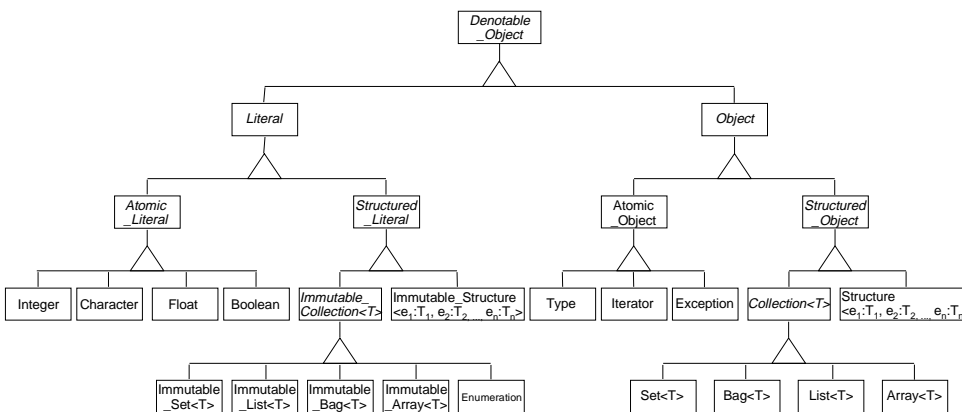 Denotable
_Object
Literal
Object
Atomic
_Literal
Structured
_Literal
Atomic
_Object
Structured
_Object
Integer
Character
Float
Boolean
Immutable_
Collection<T>
Immutable_Structure
<e1:T1, e2:T2, ..., en:Tn>
Type
Iterator
Exception
Collection<T>
Structure
<e1:T1, e2:T2, ..., en:Tn
Immutable
_Set<T>
Immutable
_List<T>
Immutable
_Bag<T>
Immutable
_Array<T>
Enumeration
Set<T>
Bag<T>
List<T>
Array<T>